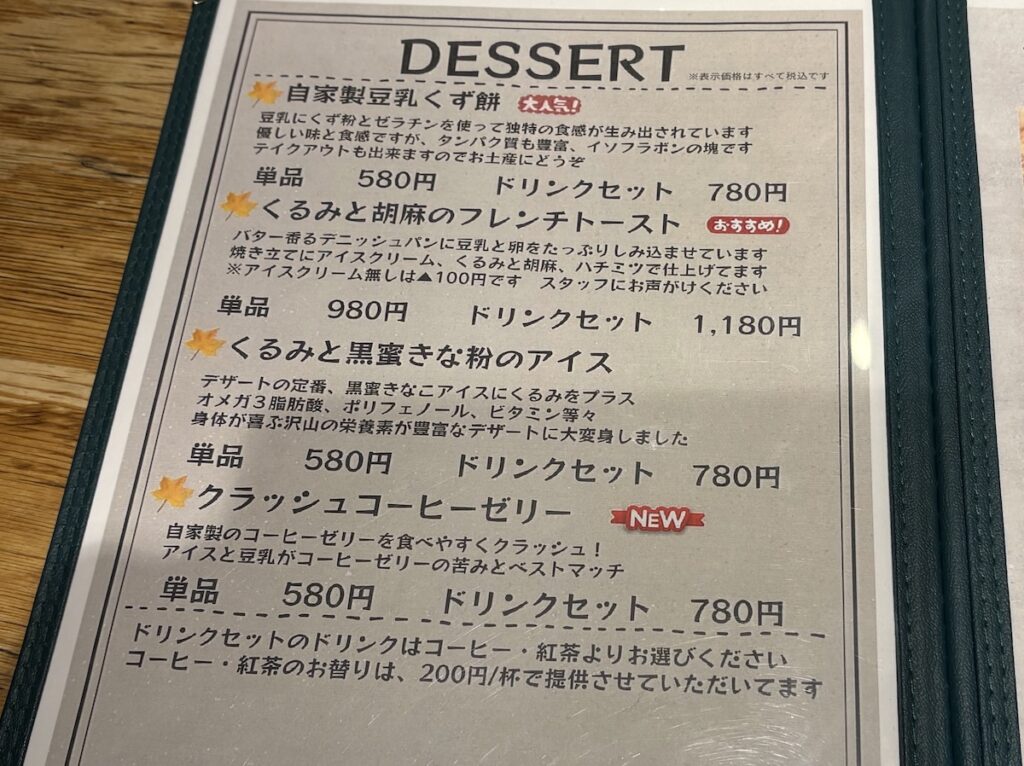 DESSERT ※表示価格はすべて税込です
自家製豆乳くず餅 大人気!
豆乳にくず粉とゼラチンを使って独特の食感が生み出されています
優しい味と食感ですが、タンパク質も豊富、イソフラボンの塊です
テイクアウトも出来ますのでお土産にどうぞ
単品 580円 ドリンクセット 780円
くるみと胡麻のフレンチトースト おすすめ!
バター香るデニッシュパンに豆乳と卵をたっぷりしみ込ませています
焼き立てにアイスクリーム、くるみと胡麻、ハチミツで仕上げてます
※アイスクリーム無しは▲100円です スタッフにお声がけください
単品 980円 ドリンクセット 1,180円
くるみと黒蜜きな粉のアイス
デザートの定番、黒蜜きなこアイスにくるみをプラス
オメガ3脂肪酸、ポリフェノール、ビタミン等々
身体が喜ぶ沢山の栄養素が豊富なデザートに大変身しました
単品 580円 ドリンクセット 780円
クラッシュコーヒーゼリー NEW
自家製のコーヒーゼリーを食べやすくクラッシュ!
アイスと豆乳がコーヒーゼリーの苦みとベストマッチ
単品 580円 ドリンクセット 780円
ドリンクセットのドリンクはコーヒー・紅茶よりお選びください
コーヒー・紅茶のお替りは、200円/杯で提供させていただいてます